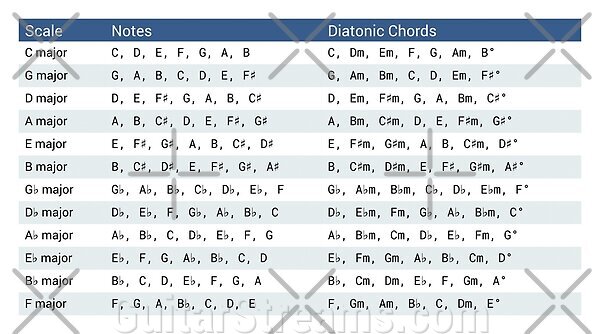 Scale Notes Diatonic Chords
C major C, D, E, F, G, A, B C, Dm, Em, F, G, Am, B°
G major G, A, B, C, D, E, F♯ G, Am, Bm, C, D, Em, F♯°
D major D, E, F♯, G, A, B, C♯ D, Em, F♯m, G, A, Bm, C♯°
A major A, B, C♯, D, E, F♯, G♯ A, Bm, C♯m, D, E, F♯m, G♯°
E major E, F♯, G♯, A, B, C♯, D♯ E, F♯m, G♯m, A, B, C♯m, D♯°
B major B, C♯, D♯, E, F♯, G♯, A♯ B, C♯m, D♯m, E, F♯, G♯m, A♯°
G♭ major G♭, A♭, B♭, C♭, D♭, E♭, F G♭, A♭m, B♭m, C♭, D♭, E♭m, F°
D♭ major D♭, E♭, F, G♭, A♭, B♭, C D♭, E♭m, Fm, G♭, A♭, B♭m, C°
A♭ major A♭, B♭, C, D♭, E♭, F, G A♭, B♭m, Cm, D♭, E♭, Fm, G°
E♭ major E♭, F, G, A♭, B♭, C, D E♭, Fm, Gm, A♭, B♭, Cm, D°
B♭ major B♭, C, D, E♭, F, G, A B♭, Cm, Dm, E♭, F, Gm, A°
F major F, G, A, B♭, C, D, E F, Gm, Am, B♭, C, Dm, E°
GuitarStreams.com